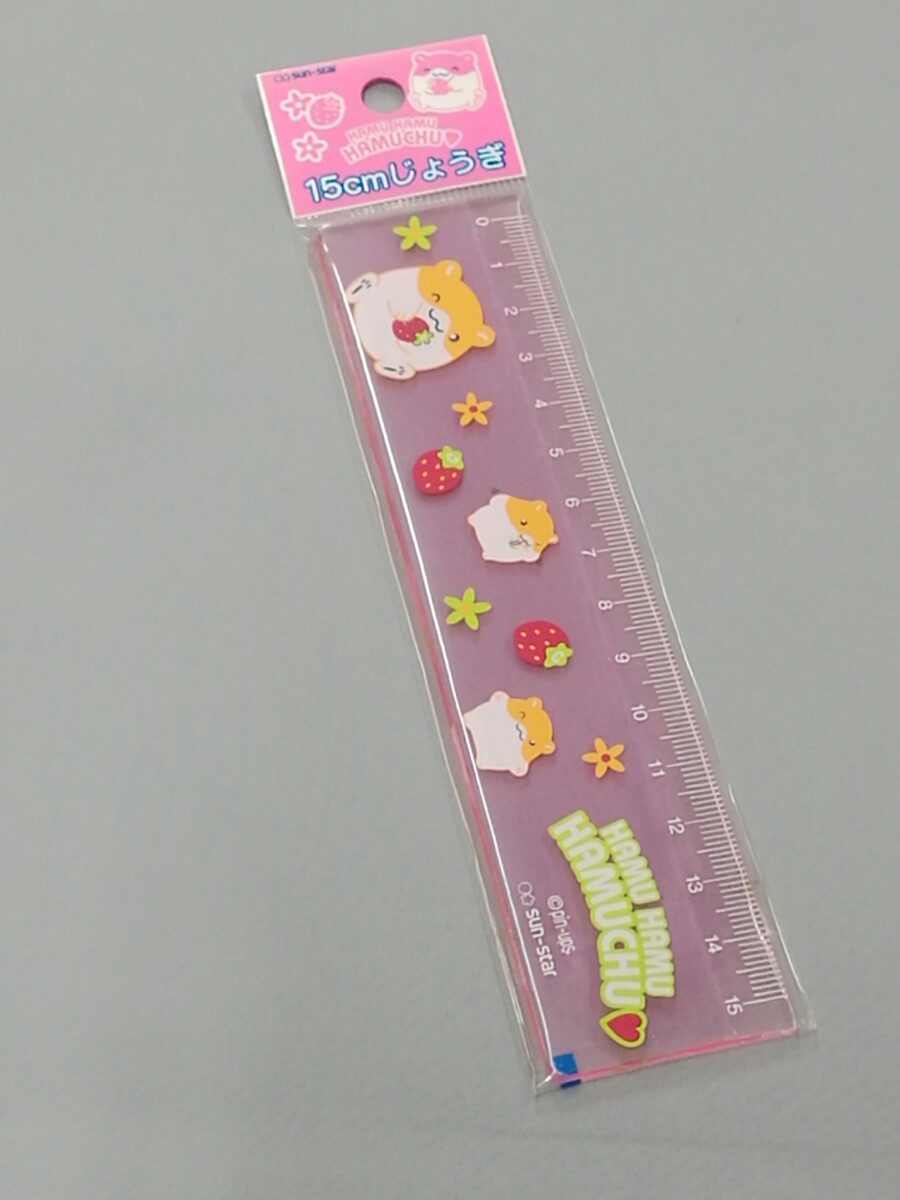 sun-star
HAMU HAMU
HAMUCHU
15cmじょうぎ
0
1
2
3
4
5
6
7
8
9
10
11
12
13
14
15
HAMU HAMU
HAMUCHU
©pin-ups
sun-star